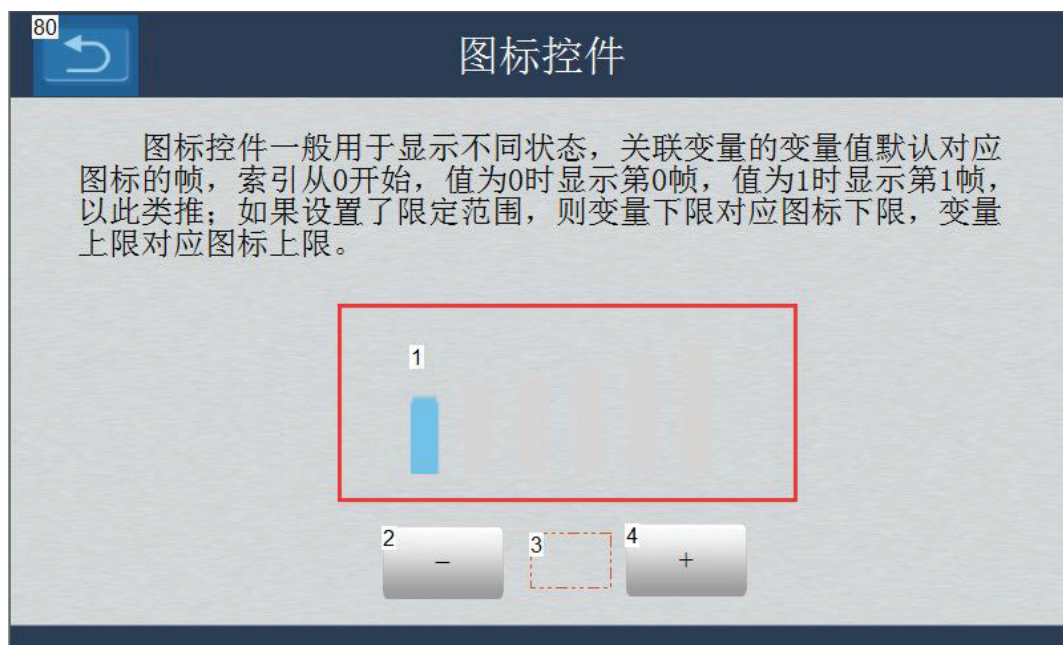 80
图标控件
图标控件一般用于显示不同状态，关联变量的变量值默认对应
图标的帧，索引从0开始，值为0时显示第0帧，值为1时显示第1帧，
以此类推；如果设置了限定范围，则变量下限对应图标下限，变量
上限对应图标上限。
1
2 - 3 4 +